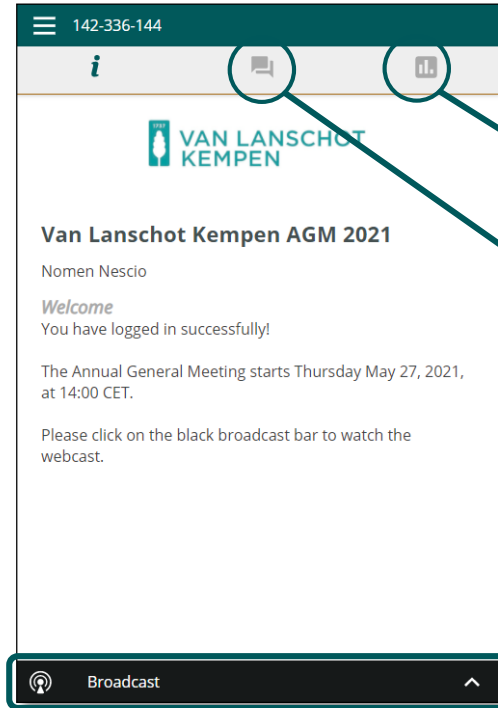 142-336-144
i
1737
VAN LANSCHOT
KEMPEN
Van Lanschot Kempen AGM 2021
Nomen Nescio
Welcome
You have logged in successfully!
The Annual General Meeting starts Thursday May 27, 2021,
at 14:00 CET.
Please click on the black broadcast bar to watch the
webcast.
Broadcast